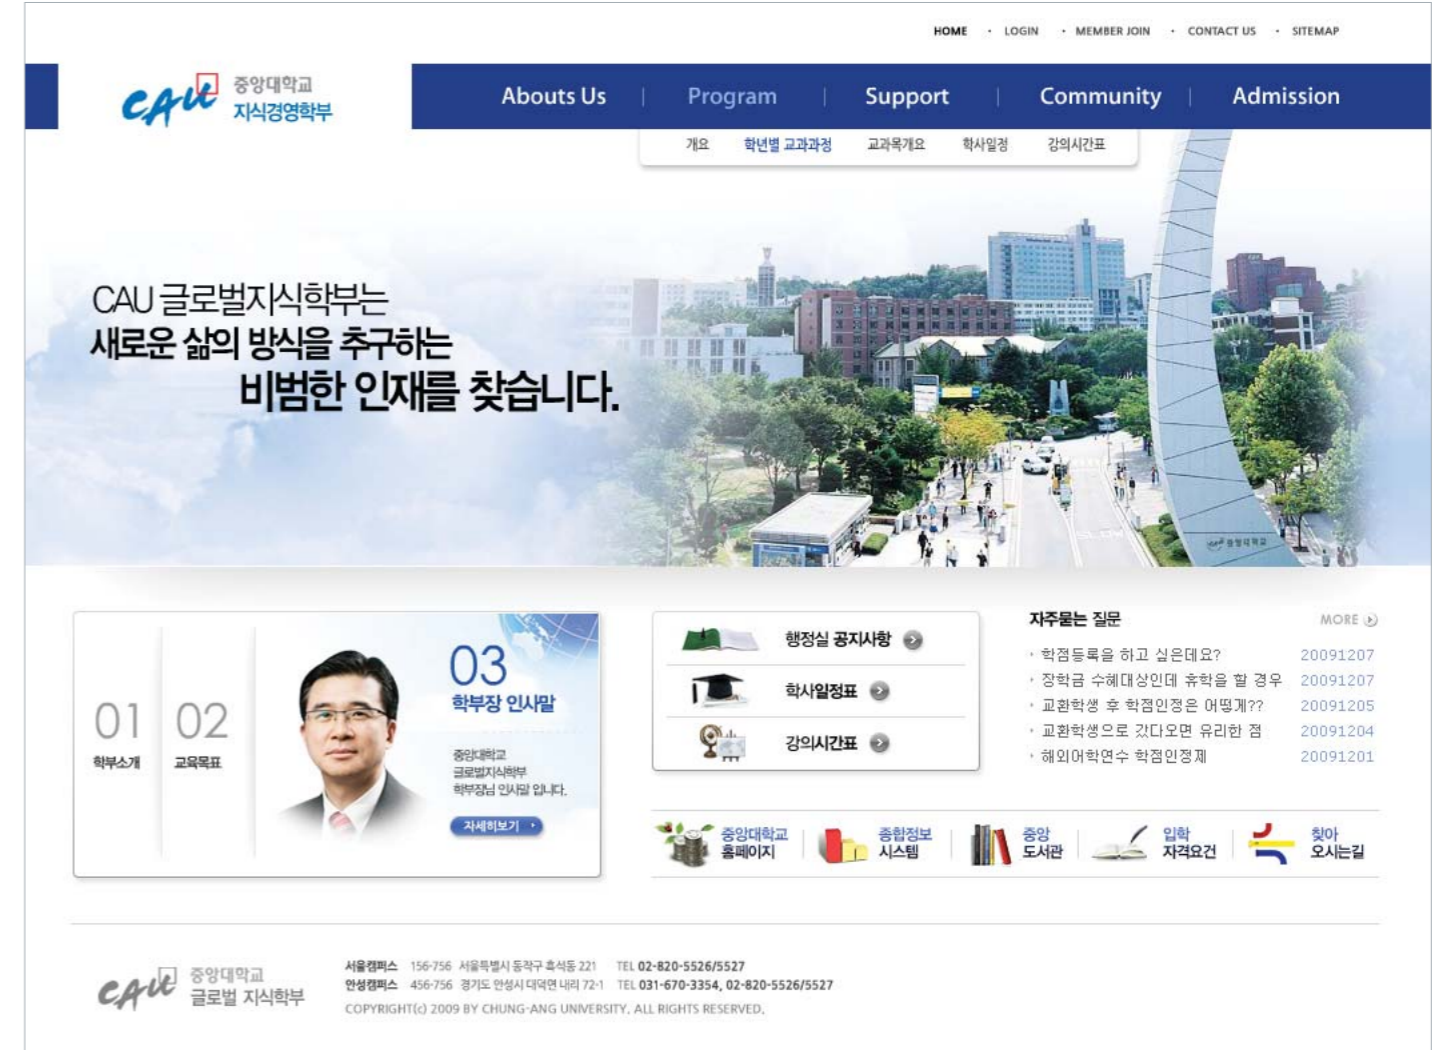 HOME · LOGIN · MEMBER JOIN · CONTACT US · SITEMAP
CAU 중앙대학교
지식경영학부
Abouts Us | Program | Support | Community | Admission
개요 학년별 교과과정 교과목개요 학사일정 강의시간표
CAU 글로벌지식학부는
새로운 삶의 방식을 추구하는
비범한 인재를 찾습니다.
중앙대학교
01
학부소개
02
교육목표
03
학부장 인사말
중앙대학교
글로벌지식학부
학부장님 인사말 입니다.
자세히보기
행정실 공지사항
학사일정표
강의시간표
자주묻는 질문 MORE
학점등록을 하고 싶은데요? 20091207
장학금 수혜대상인데 휴학을 할 경우 20091207
교환학생 후 학점인정은 어떻게?? 20091205
교환학생으로 갔다오면 유리한 점 20091204
해외어학연수 학점인정제 20091201
중앙대학교
홈페이지
종합정보
시스템
중앙
도서관
입학
자격요건
찾아
오시는길
CAU 중앙대학교
글로벌 지식학부
서울캠퍼스 156-756 서울특별시 동작구 흑석동 221 TEL 02-820-5526/5527
안성캠퍼스 456-756 경기도 안성시 대덕면 내리 72-1 TEL 031-670-3354, 02-820-5526/5527
COPYRIGHT(c) 2009 BY CHUNG-ANG UNIVERSITY. ALL RIGHTS RESERVED.